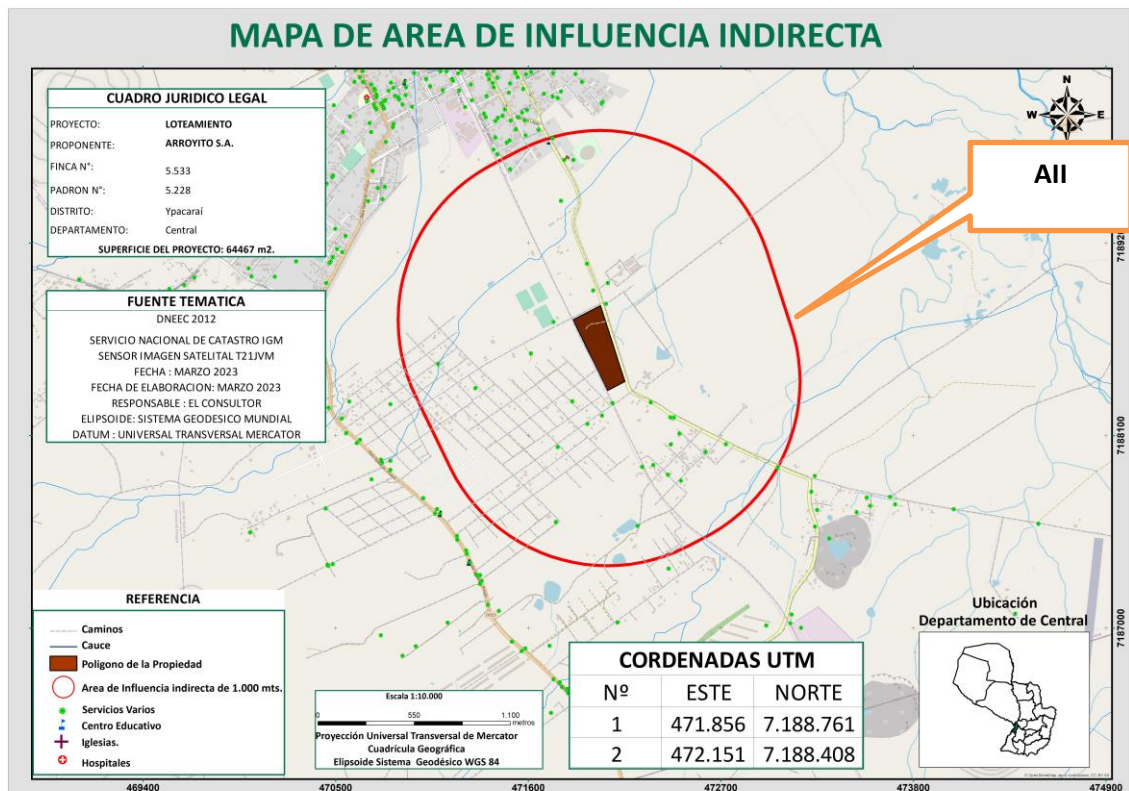 MAPA DE AREA DE INFLUENCIA INDIRECTA
CUADRO JURIDICO LEGAL
PROYECTO: LOTEAMIENTO
PROPONENTE: ARROYITO S.A.
FINCA N°: 5.533
PADRON N°: 5.228
DISTRITO: Ypacaraí
DEPARTAMENTO: Central
SUPERFICIE DEL PROYECTO: 64467 m2.
FUENTE TEMATICA
DNEEC 2012
SERVICIO NACIONAL DE CATASTRO IGM
SENSOR IMAGEN SATELITAL T21JVM
FECHA : MARZO 2023
FECHA DE ELABORACION: MARZO 2023
RESPONSABLE : EL CONSULTOR
ELIPSOIDE: SISTEMA GEODESICO MUNDIAL
DATUM : UNIVERSAL TRANSVERSAL MERCATOR
N
W E
S
AII
7189200
7188100
7187000
REFERENCIA
Caminos
Cauce
Poligono de la Propiedad
Area de Influencia indirecta de 1.000 mts.
Servicios Varios
Centro Educativo
Iglesias.
Hospitales
Escala 1:10.000
0 550 1.100
metros
Proyección Universal Transversal de Mercator
Cuadrícula Geográfica
Elipsoide Sistema Geodésico WGS 84
CORDENADAS UTM
Nº ESTE NORTE
1 471.856 7.188.761
2 472.151 7.188.408
Ubicación
Departamento de Central
469400 470500 471600 472700 473800 474900